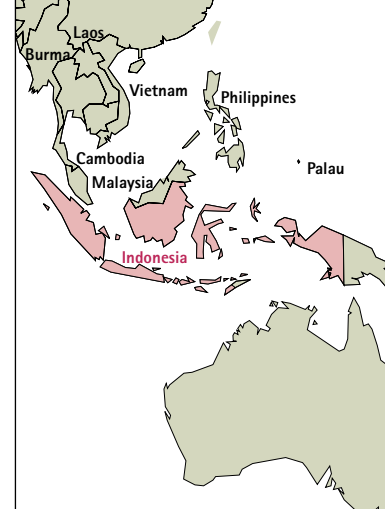 Laos
Burma
Vietnam
Philippines
Cambodia
Palau
Malaysia
Indonesia